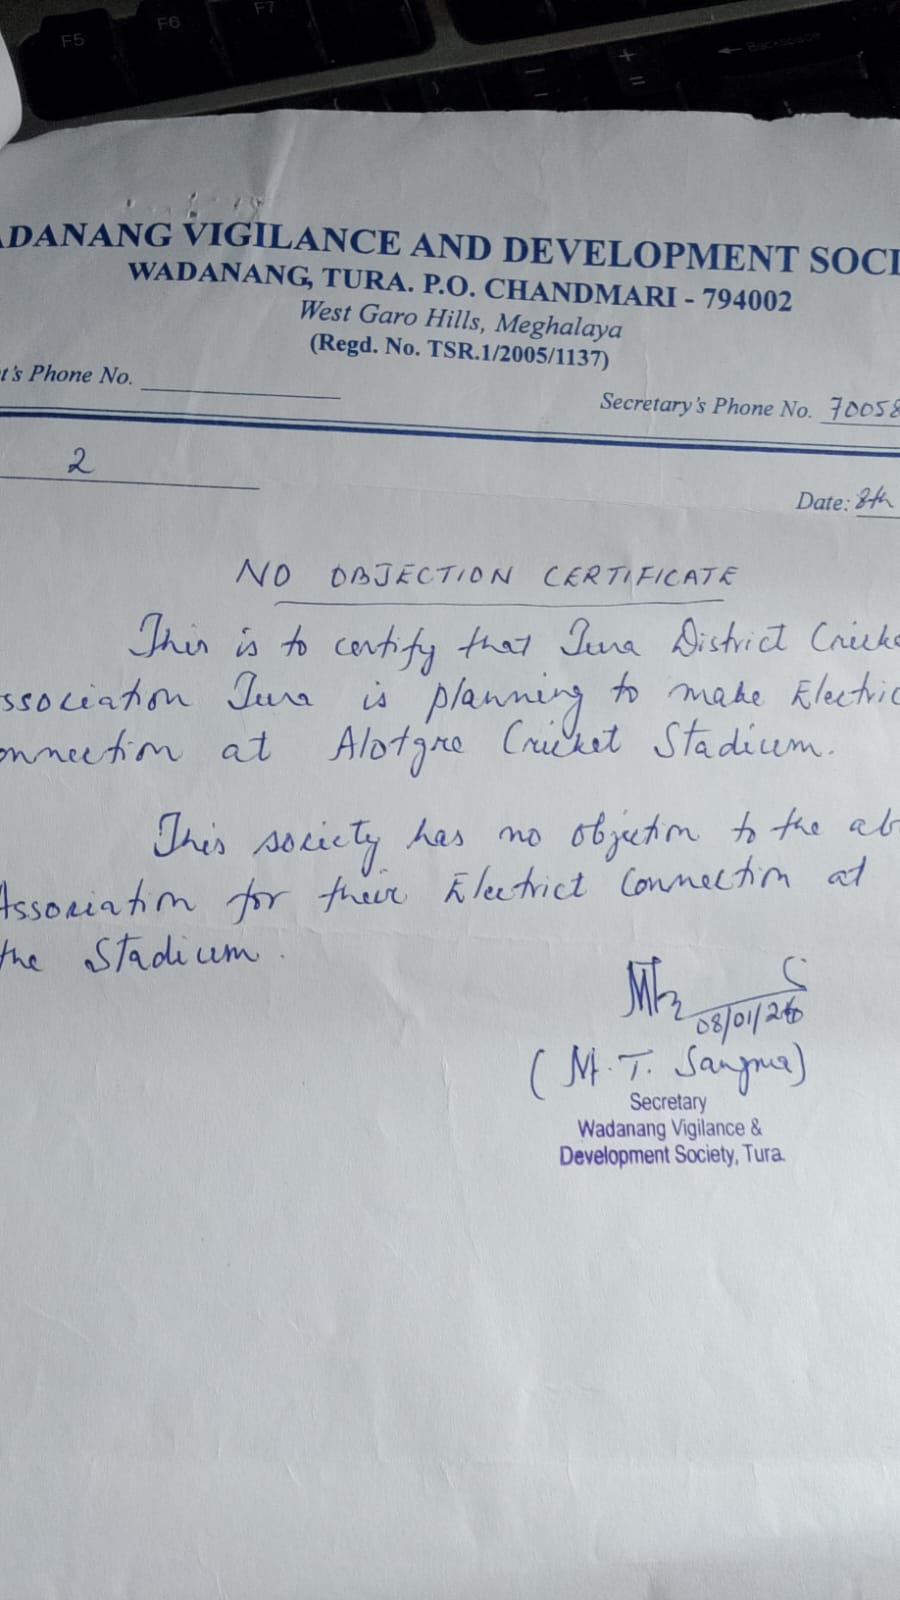 ADANANG VIGILANCE AND DEVELOPMENT SOCI
WADANANG, TURA. P.O. CHANDMARI - 794002
West Garo Hills, Meghalaya
(Regd. No. TSR.1/2005/1137)
t's Phone No.
Secretary's Phone No. 70058
2
Date: 8th
NO OBJECTION CERTIFICATE
This is to certify that Tura District Cricke
ssociation Tura is planning to make Electric
onnection at Alotgre Cricket Stadium.
This society has no objection to the ab
Association for their Electrict Connection at
the Stadium.
08/01/26
(M. T. Sangma)
Secretary
Wadanang Vigilance &
Development Society, Tura.
F5
F6
F7
Backspace